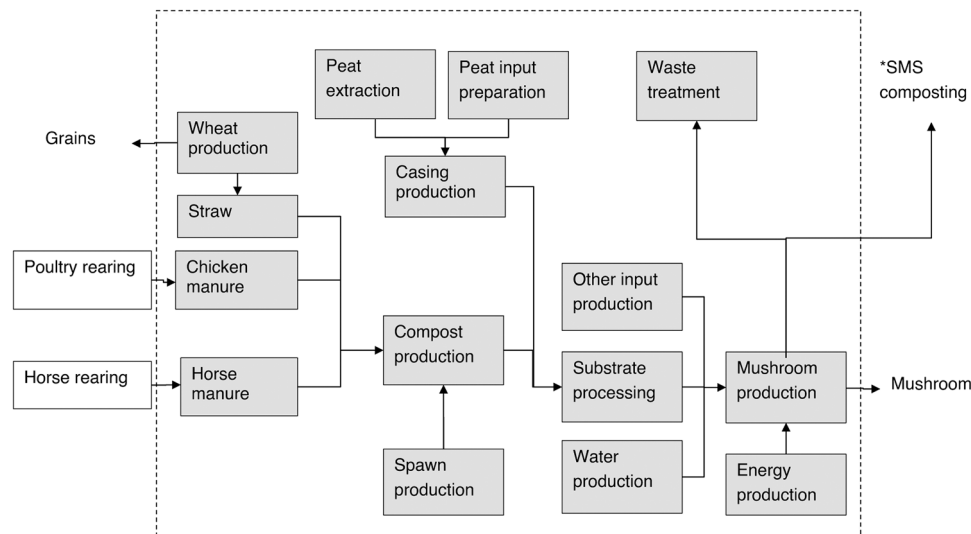 Peat
extraction
Peat input
preparation
Waste
treatment
*SMS
composting
Grains
Wheat
production
Casing
production
Straw
Poultry rearing
Chicken
manure
Other input
production
Compost
production
Horse rearing
Horse
manure
Substrate
processing
Mushroom
production
Mushroom
Spawn
production
Water
production
Energy
production